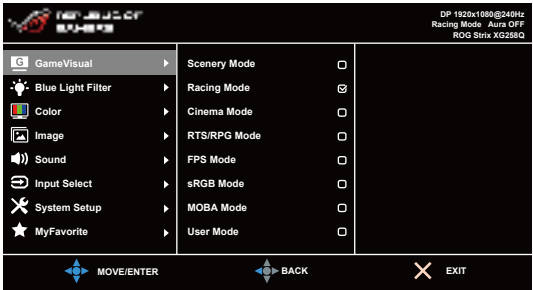 DP 1920x1080@240Hz
Racing Mode Aura OFF
ROG Strix XG258Q
G GameVisual
Blue Light Filter
Color
Image
Sound
Input Select
System Setup
MyFavorite
Scenery Mode
Racing Mode
Cinema Mode
RTS/RPG Mode
FPS Mode
sRGB Mode
MOBA Mode
User Mode
MOVE/ENTER
BACK
EXIT